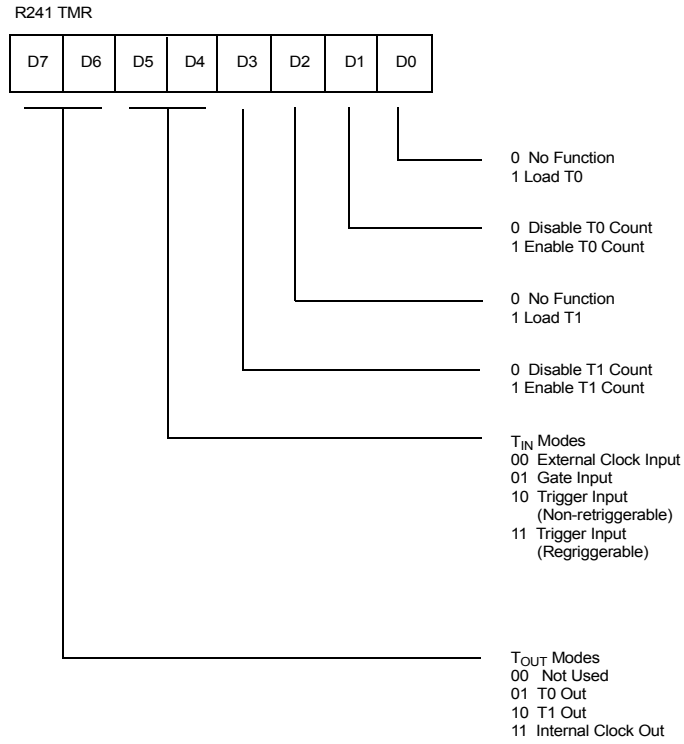 R241 TMR
D7 D6 D5 D4 D3 D2 D1 D0
0 No Function
1 Load T0
0 Disable T0 Count
1 Enable T0 Count
0 No Function
1 Load T1
0 Disable T1 Count
1 Enable T1 Count
TIN Modes
00 External Clock Input
01 Gate Input
10 Trigger Input
(Non-retriggerable)
11 Trigger Input
(Regriggerable)
TOUT Modes
00 Not Used
01 T0 Out
10 T1 Out
11 Internal Clock Out